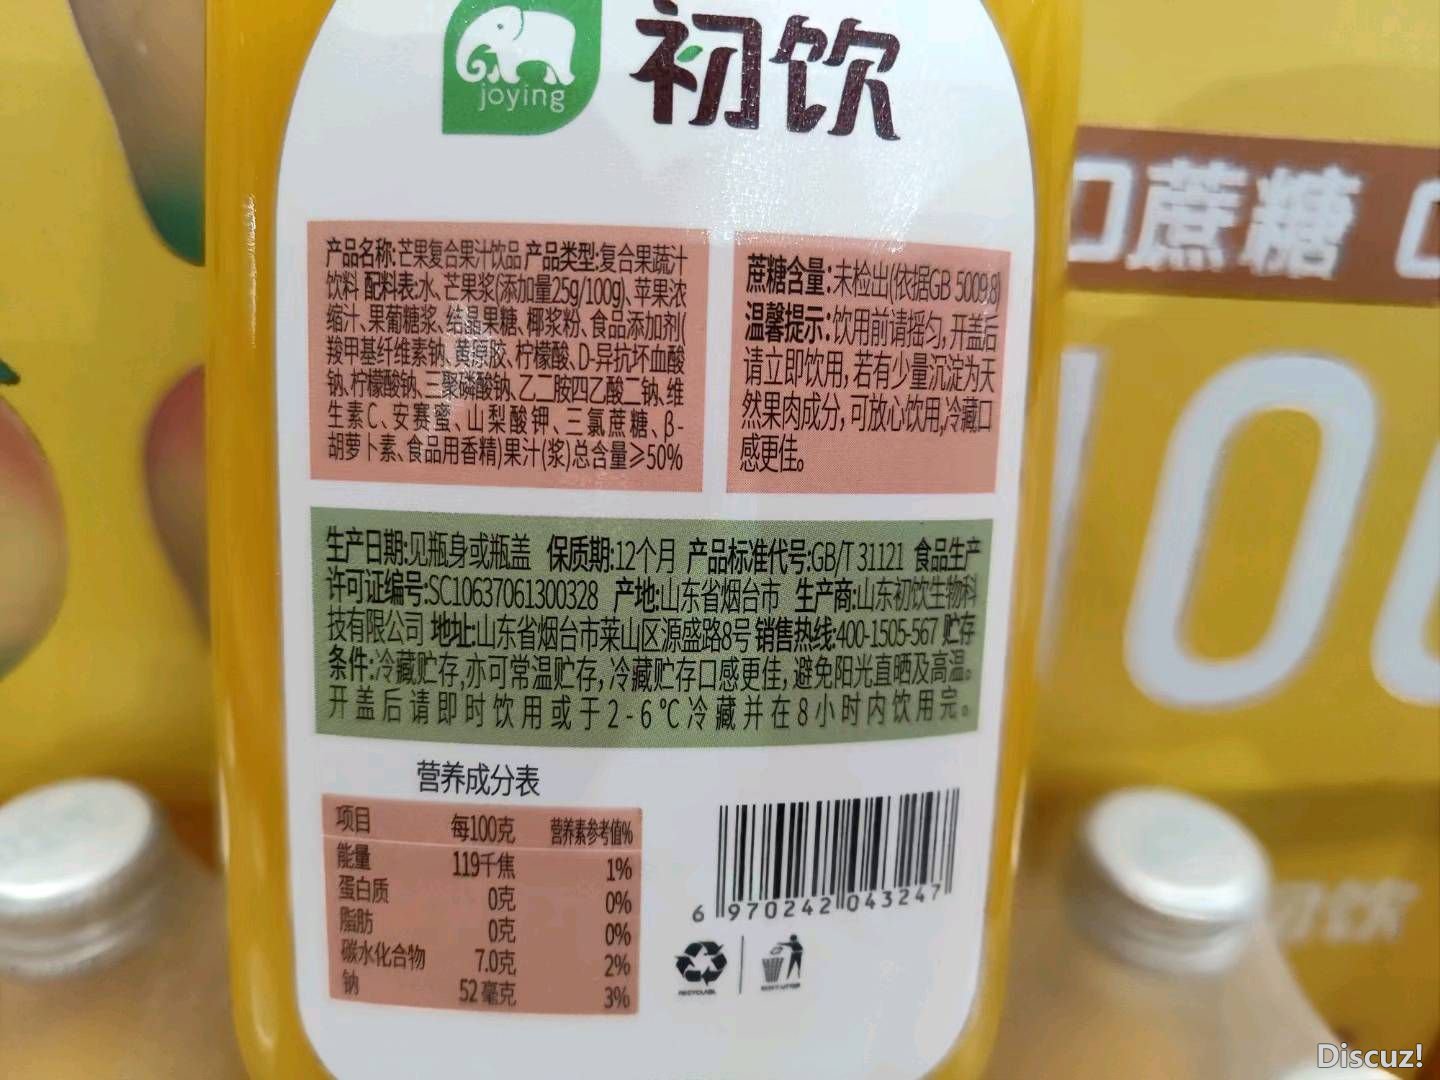 joying
初饮
口蔗糖
产品名称:芒果复合果汁饮品 产品类型:复合果蔬汁
饮料 配料表:水、芒果浆(添加量25g/100g)、苹果浓
缩汁、果葡糖浆、结晶果糖、椰浆粉、食品添加剂(
羧甲基纤维素钠、黄原胶、柠檬酸、D-异抗坏血酸
钠、柠檬酸钠、三聚磷酸钠、乙二胺四乙酸二钠、维
生素C、安赛蜜、山梨酸钾、三氯蔗糖、β-
胡萝卜素、食品用香精)果汁(浆)总含量≥50%
蔗糖含量:未检出(依据GB 5009.8)
温馨提示:饮用前请摇匀,开盖后
请立即饮用,若有少量沉淀为天
然果肉成分,可放心饮用,冷藏口
感更佳。
生产日期:见瓶身或瓶盖 保质期:12个月 产品标准代号:GB/T 31121 食品生产
许可证编号:SC10637061300328 产地:山东省烟台市 生产商:山东初饮生物科
技有限公司 地址:山东省烟台市莱山区源盛路8号 销售热线:400-1505-567 贮存
条件:冷藏贮存,亦可常温贮存,冷藏贮存口感更佳,避免阳光直晒及高温。
开盖后请即时饮用或于2-6℃冷藏并在8小时内饮用完。
营养成分表
项目 每100克 营养素参考值%
能量 119千焦 1%
蛋白质 0克 0%
脂肪 0克 0%
碳水化合物 7.0克 2%
钠 52毫克 3%
6 970242 043247
初饮
Discuz!